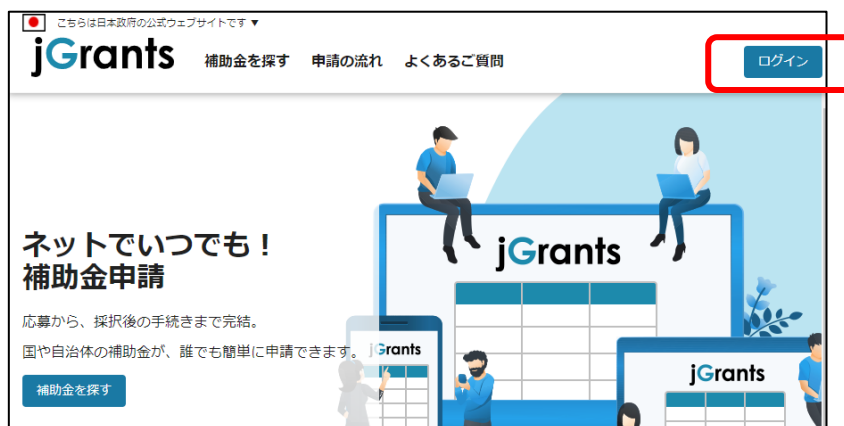 こちらは日本政府の公式ウェブサイトです ▼
jGrants 補助金を探す 申請の流れ よくあるご質問 ログイン
ネットでいつでも！
補助金申請
応募から、採択後の手続きまで完結。
国や自治体の補助金が、誰でも簡単に申請できます。
補助金を探す
jGrants
jGrants
jGrants